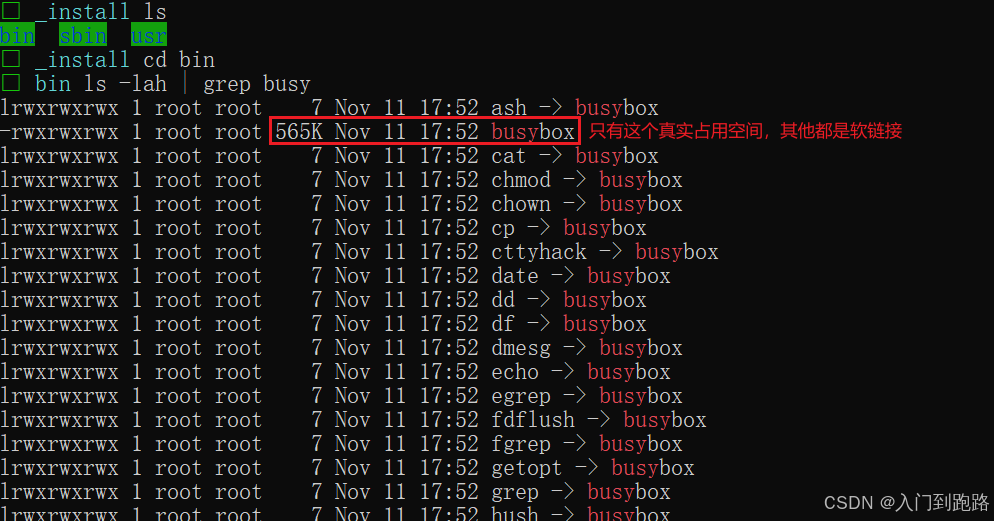 □ _install ls
bin sbin usr
□ _install cd bin
□ bin ls -lah | grep busy
lrwxrwxrwx 1 root root 7 Nov 11 17:52 ash -> busybox
-rwxrwxrwx 1 root root 565K Nov 11 17:52 busybox 只有这个真实占用空间，其他都是软链接
lrwxrwxrwx 1 root root 7 Nov 11 17:52 cat -> busybox
lrwxrwxrwx 1 root root 7 Nov 11 17:52 chmod -> busybox
lrwxrwxrwx 1 root root 7 Nov 11 17:52 chown -> busybox
lrwxrwxrwx 1 root root 7 Nov 11 17:52 cp -> busybox
lrwxrwxrwx 1 root root 7 Nov 11 17:52 cttyhack -> busybox
lrwxrwxrwx 1 root root 7 Nov 11 17:52 date -> busybox
lrwxrwxrwx 1 root root 7 Nov 11 17:52 dd -> busybox
lrwxrwxrwx 1 root root 7 Nov 11 17:52 df -> busybox
lrwxrwxrwx 1 root root 7 Nov 11 17:52 dmesg -> busybox
lrwxrwxrwx 1 root root 7 Nov 11 17:52 echo -> busybox
lrwxrwxrwx 1 root root 7 Nov 11 17:52 egrep -> busybox
lrwxrwxrwx 1 root root 7 Nov 11 17:52 fdflush -> busybox
lrwxrwxrwx 1 root root 7 Nov 11 17:52 fgrep -> busybox
lrwxrwxrwx 1 root root 7 Nov 11 17:52 getopt -> busybox
lrwxrwxrwx 1 root root 7 Nov 11 17:52 grep -> busybox
lrwxrwxrwx 1 root root 7 Nov 11 17:52 hush -> busybox
CSDN @入门到跑路